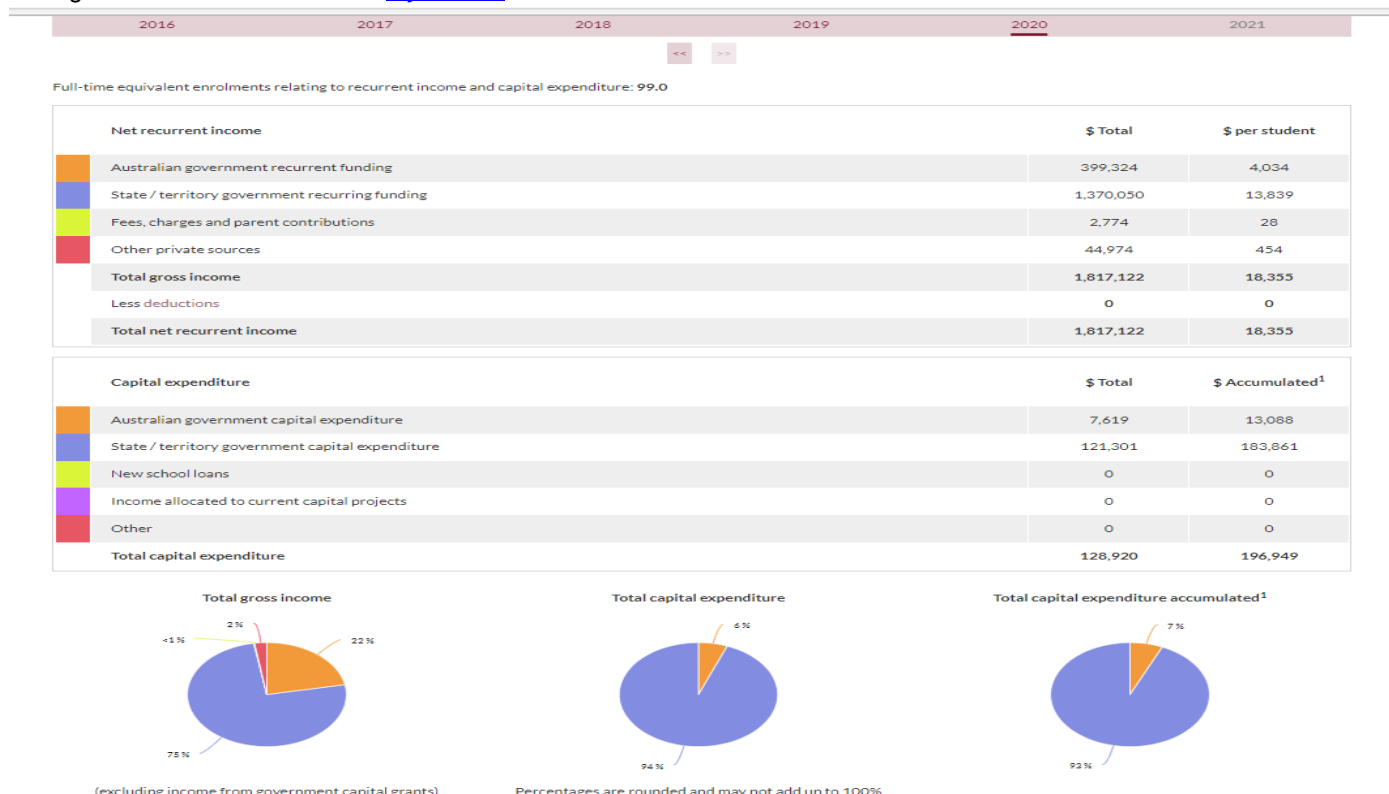 2016 2017 2018 2019 2020 2021
<< >>
Full-time equivalent enrolments relating to recurrent income and capital expenditure: 99.0
Net recurrent income $ Total $ per student
Australian government recurrent funding 399,324 4,034
State / territory government recurring funding 1,370,050 13,839
Fees, charges and parent contributions 2,774 28
Other private sources 44,974 454
Total gross income 1,817,122 18,355
Less deductions 0 0
Total net recurrent income 1,817,122 18,355
Capital expenditure $ Total $ Accumulated¹
Australian government capital expenditure 7,619 13,088
State / territory government capital expenditure 121,301 183,861
New school loans 0 0
Income allocated to current capital projects 0 0
Other 0 0
Total capital expenditure 128,920 196,949
Total gross income Total capital expenditure Total capital expenditure accumulated¹
2% <1% 22% 6% 7%
75% 94% 93%
(excluding income from government capital grants) Percentages are rounded and may not add up to 100%